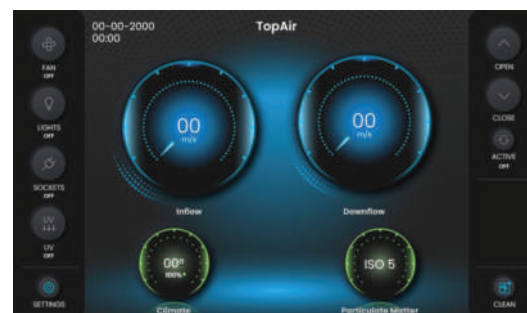 00-00-2000
00:00
TopAir
FAN
OFF
LIGHTS
OFF
SOCKETS
OFF
UV
UV
OFF
SETTINGS
00
m/s
Inflow
00
m/s
Downflow
00°
100%
Climate
ISO 5
Particulate Matter
OPEN
CLOSE
ACTIVE
OFF
CLEAN